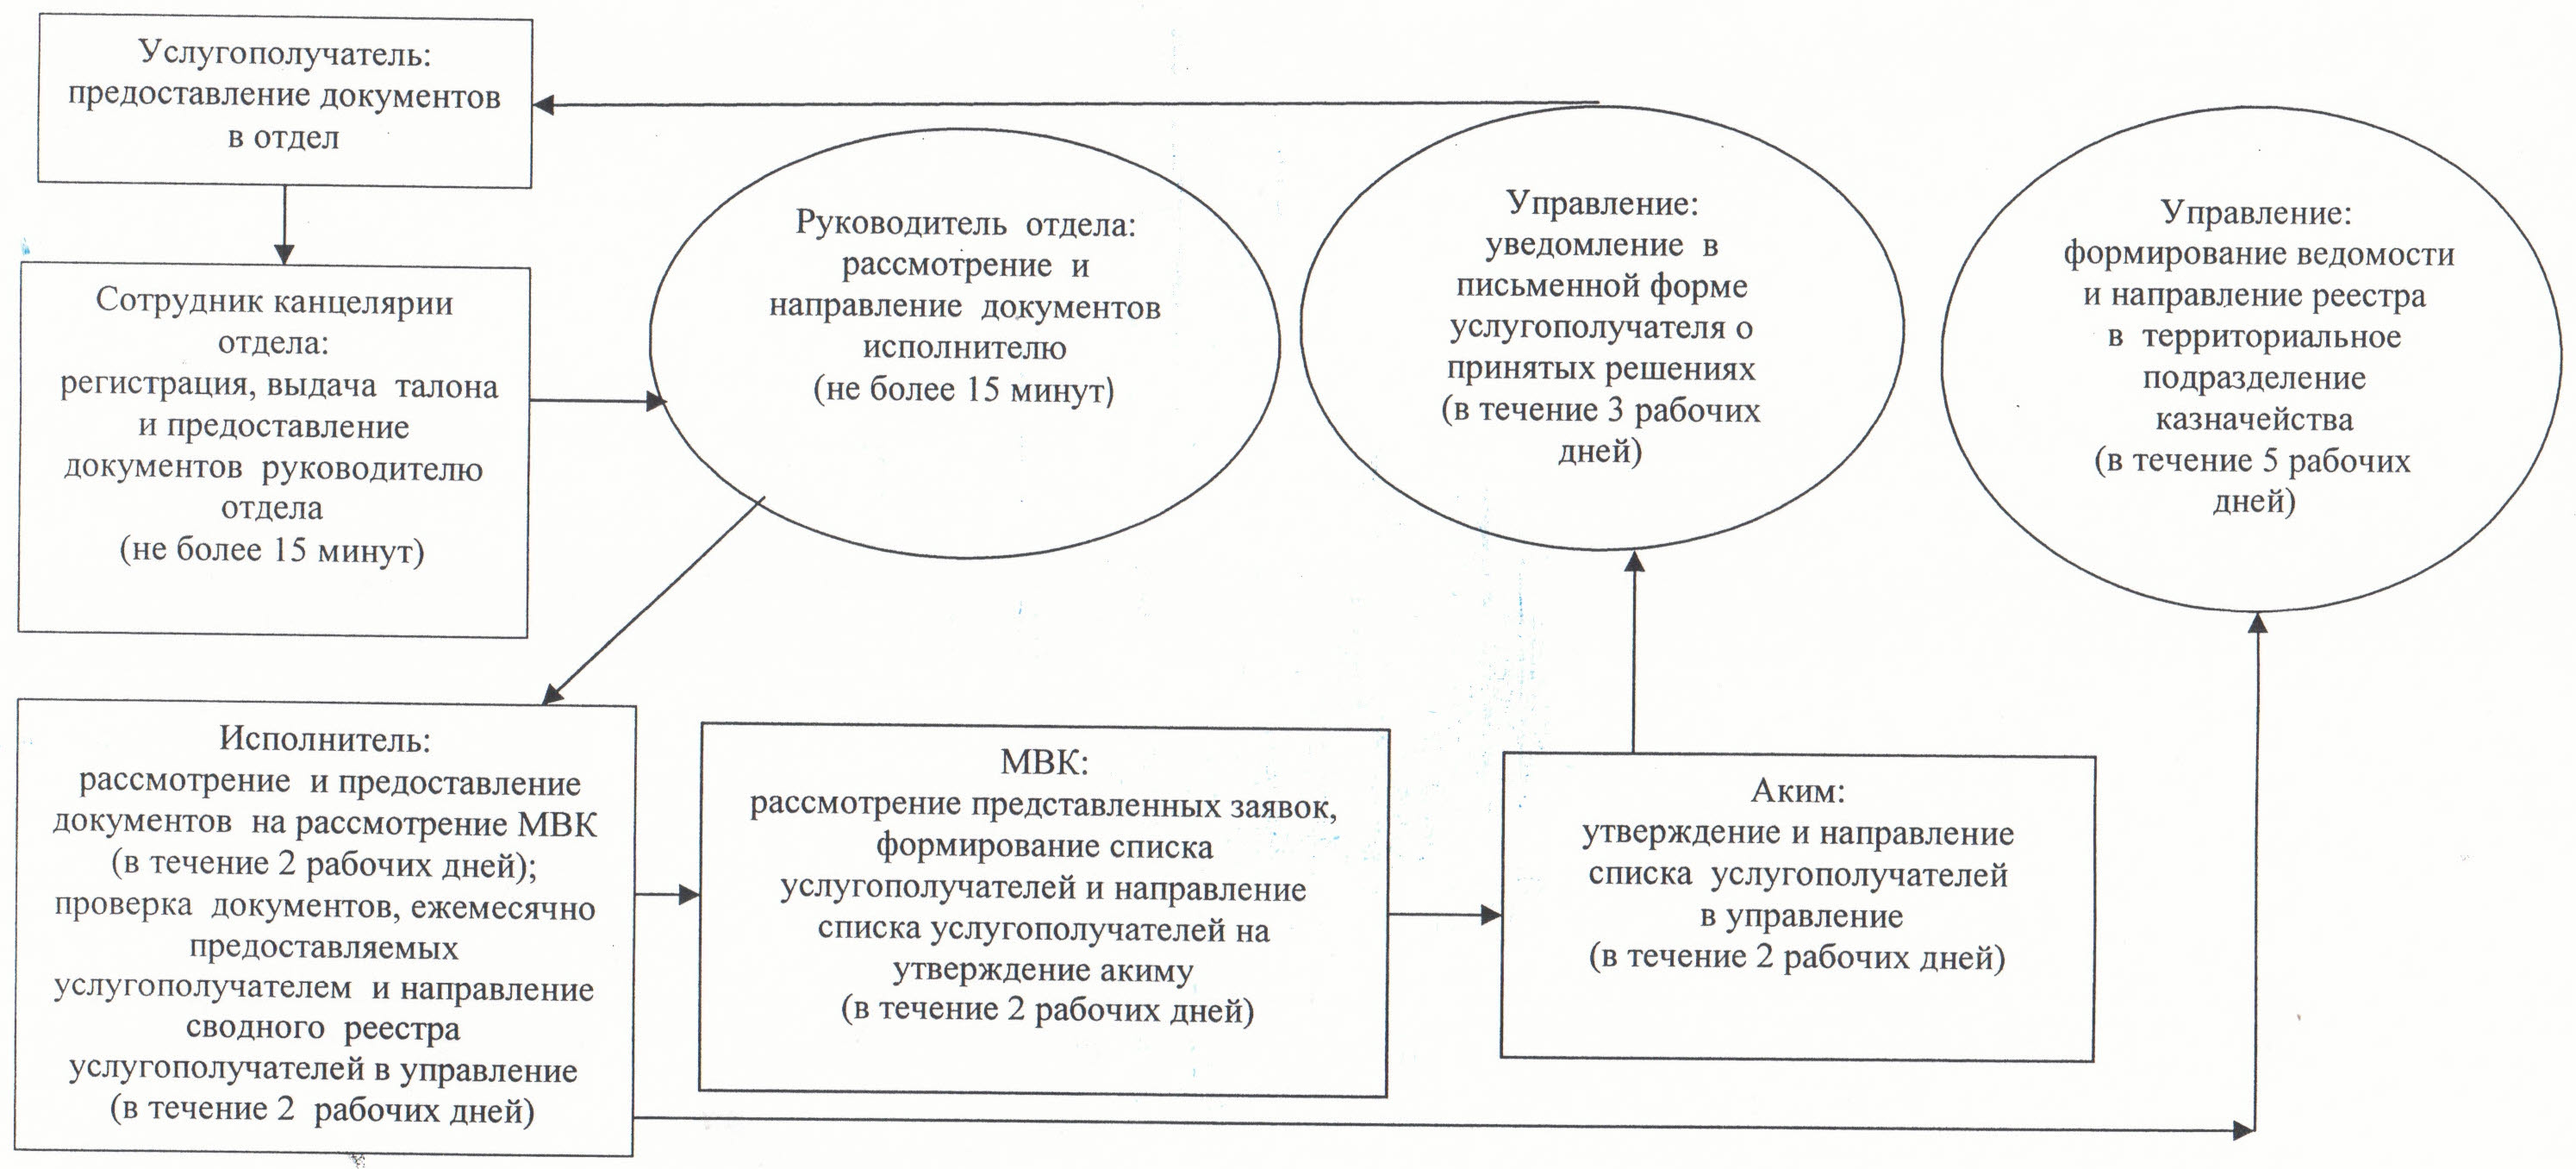 Услугополучатель:
предоставление документов
в отдел
Сотрудник канцелярии
отдела:
регистрация, выдача талона
и предоставление
документов руководителю
отдела
(не более 15 минут)
Руководитель отдела:
рассмотрение и
направление документов
исполнителю
(не более 15 минут)
Управление:
уведомление в
письменной форме
услугополучателя о
принятых решениях
(в течение 3 рабочих
дней)
Управление:
формирование ведомости
и направление реестра
в территориальное
подразделение
казначейства
(в течение 5 рабочих
дней)
Исполнитель:
рассмотрение и предоставление
документов на рассмотрение МВК
(в течение 2 рабочих дней);
проверка документов, ежемесячно
предоставляемых
услугополучателем и направление
сводного реестра
услугополучателей в управление
(в течение 2 рабочих дней)
МВК:
рассмотрение представленных заявок,
формирование списка
услугополучателей и направление
списка услугополучателей на
утверждение акиму
(в течение 2 рабочих дней)
Аким:
утверждение и направление
списка услугополучателей
в управление
(в течение 2 рабочих дней)